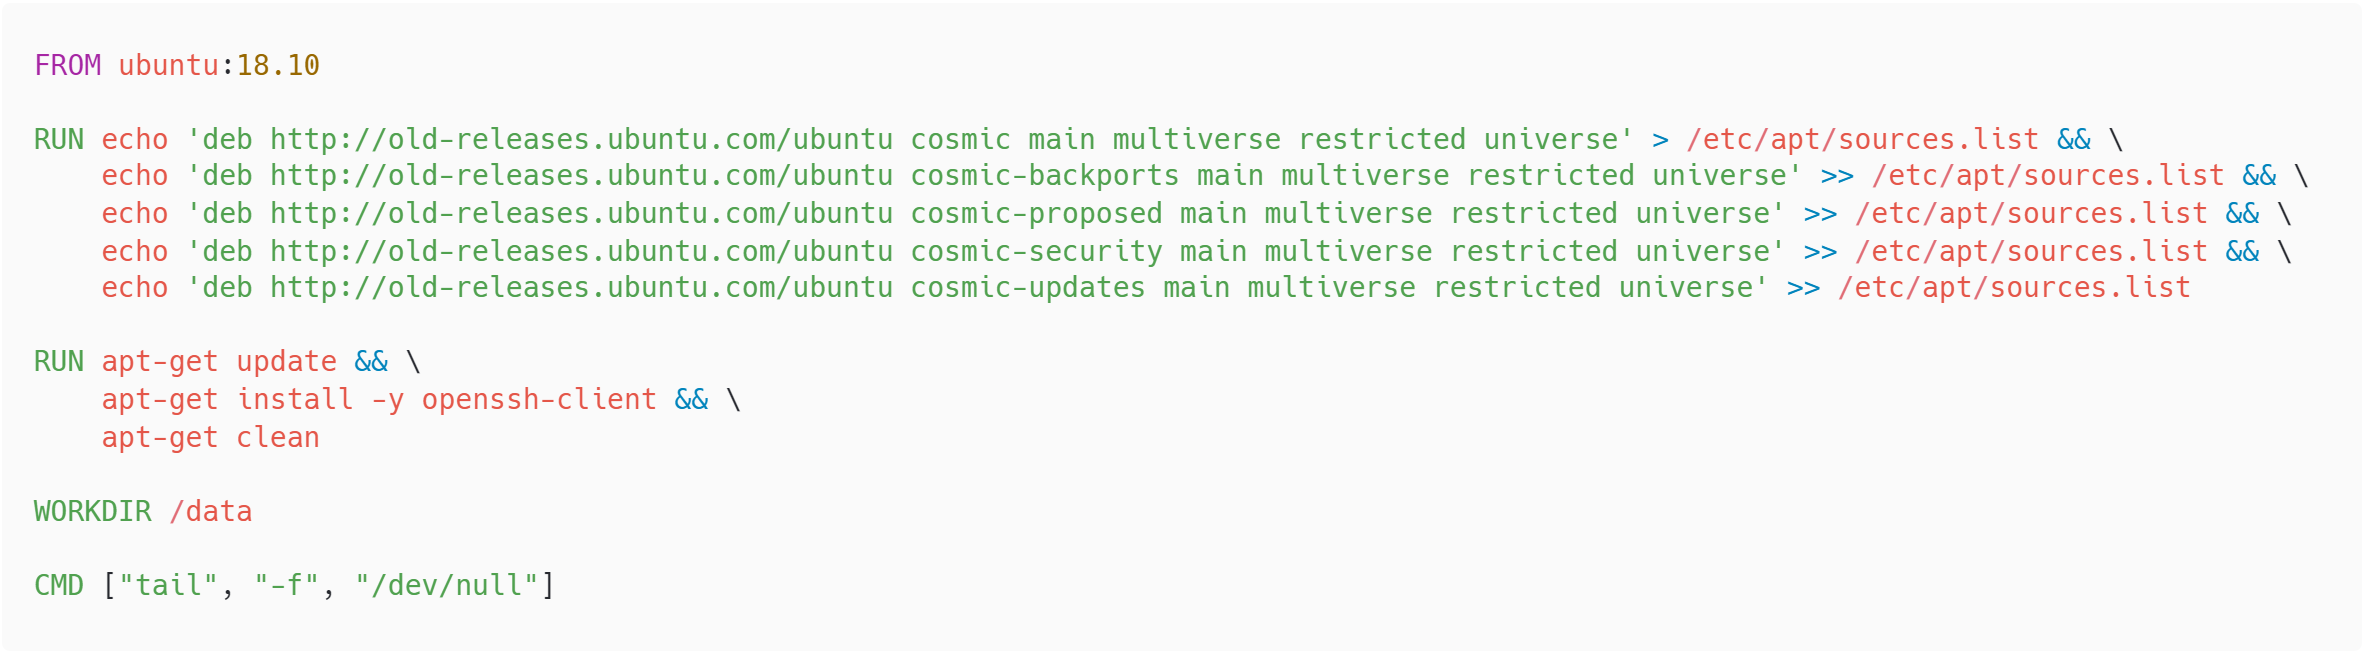 FROM ubuntu:18.10
RUN echo 'deb http://old-releases.ubuntu.com/ubuntu cosmic main multiverse restricted universe' > /etc/apt/sources.list && \
    echo 'deb http://old-releases.ubuntu.com/ubuntu cosmic-backports main multiverse restricted universe' >> /etc/apt/sources.list && \
    echo 'deb http://old-releases.ubuntu.com/ubuntu cosmic-proposed main multiverse restricted universe' >> /etc/apt/sources.list && \
    echo 'deb http://old-releases.ubuntu.com/ubuntu cosmic-security main multiverse restricted universe' >> /etc/apt/sources.list && \
    echo 'deb http://old-releases.ubuntu.com/ubuntu cosmic-updates main multiverse restricted universe' >> /etc/apt/sources.list
RUN apt-get update && \
    apt-get install -y openssh-client && \
    apt-get clean
WORKDIR /data
CMD ["tail", "-f", "/dev/null"]